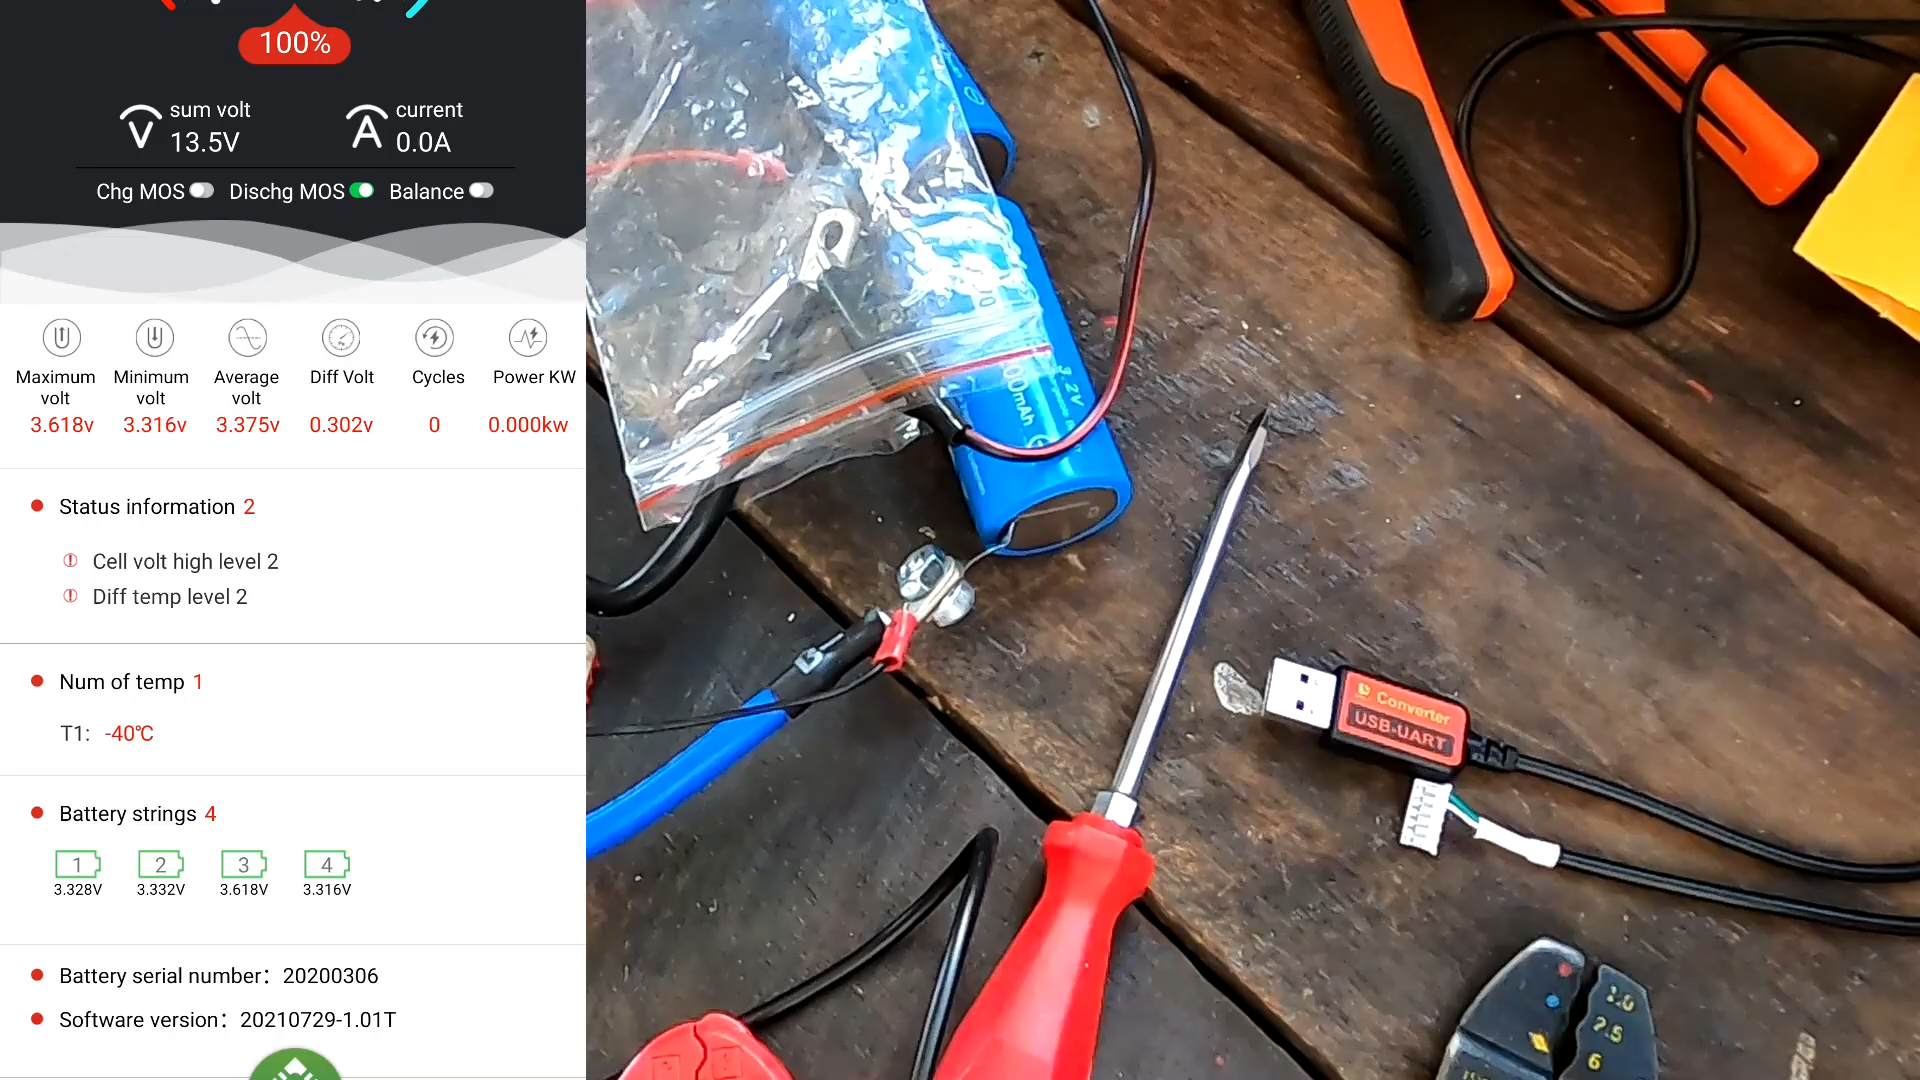 100%
sum volt
13.5V
current
0.0A
Chg MOS Dischg MOS Balance
Maximum volt
3.618v
Minimum volt
3.316v
Average volt
3.375v
Diff Volt
0.302v
Cycles
0
Power KW
0.000kw
Status information 2
Cell volt high level 2
Diff temp level 2
Num of temp 1
T1: -40℃
Battery strings 4
1 2 3 4
3.328V 3.332V 3.618V 3.316V
Battery serial number：20200306
Software version：20210729-1.01T
3.2V
00mAh
Converter
USB-UART
1.0
2.5
6